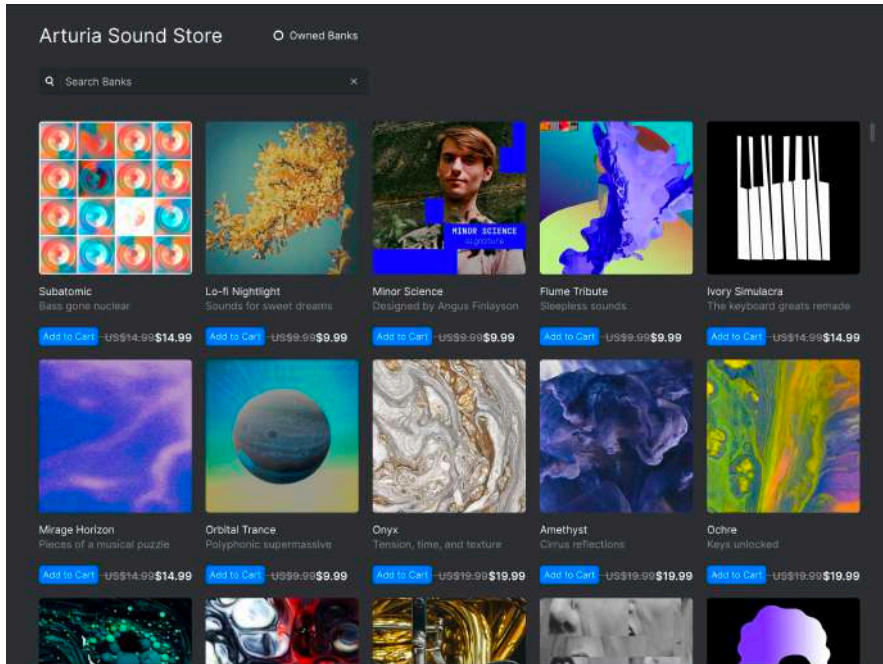 Arturia Sound Store
Owned Banks
Search Banks
MINOR SCIENCE
signature
Subatomic
Bass gone nuclear
Add to Cart US$14.99 $14.99
Lo-fi Nightlight
Sounds for sweet dreams
Add to Cart US$9.99 $9.99
Minor Science
Designed by Angus Finlayson
Add to Cart US$9.99 $9.99
Flume Tribute
Sleepless sounds
Add to Cart US$9.99 $9.99
Ivory Simulacra
The keyboard greats remade
Add to Cart US$14.99 $14.99
Mirage Horizon
Pieces of a musical puzzle
Add to Cart US$14.99 $14.99
Orbital Trance
Polyphonic supermassive
Add to Cart US$9.99 $9.99
Onyx
Tension, time, and texture
Add to Cart US$19.99 $19.99
Amethyst
Cirrus reflections
Add to Cart US$19.99 $19.99
Ochre
Keys unlocked
Add to Cart US$19.99 $19.99